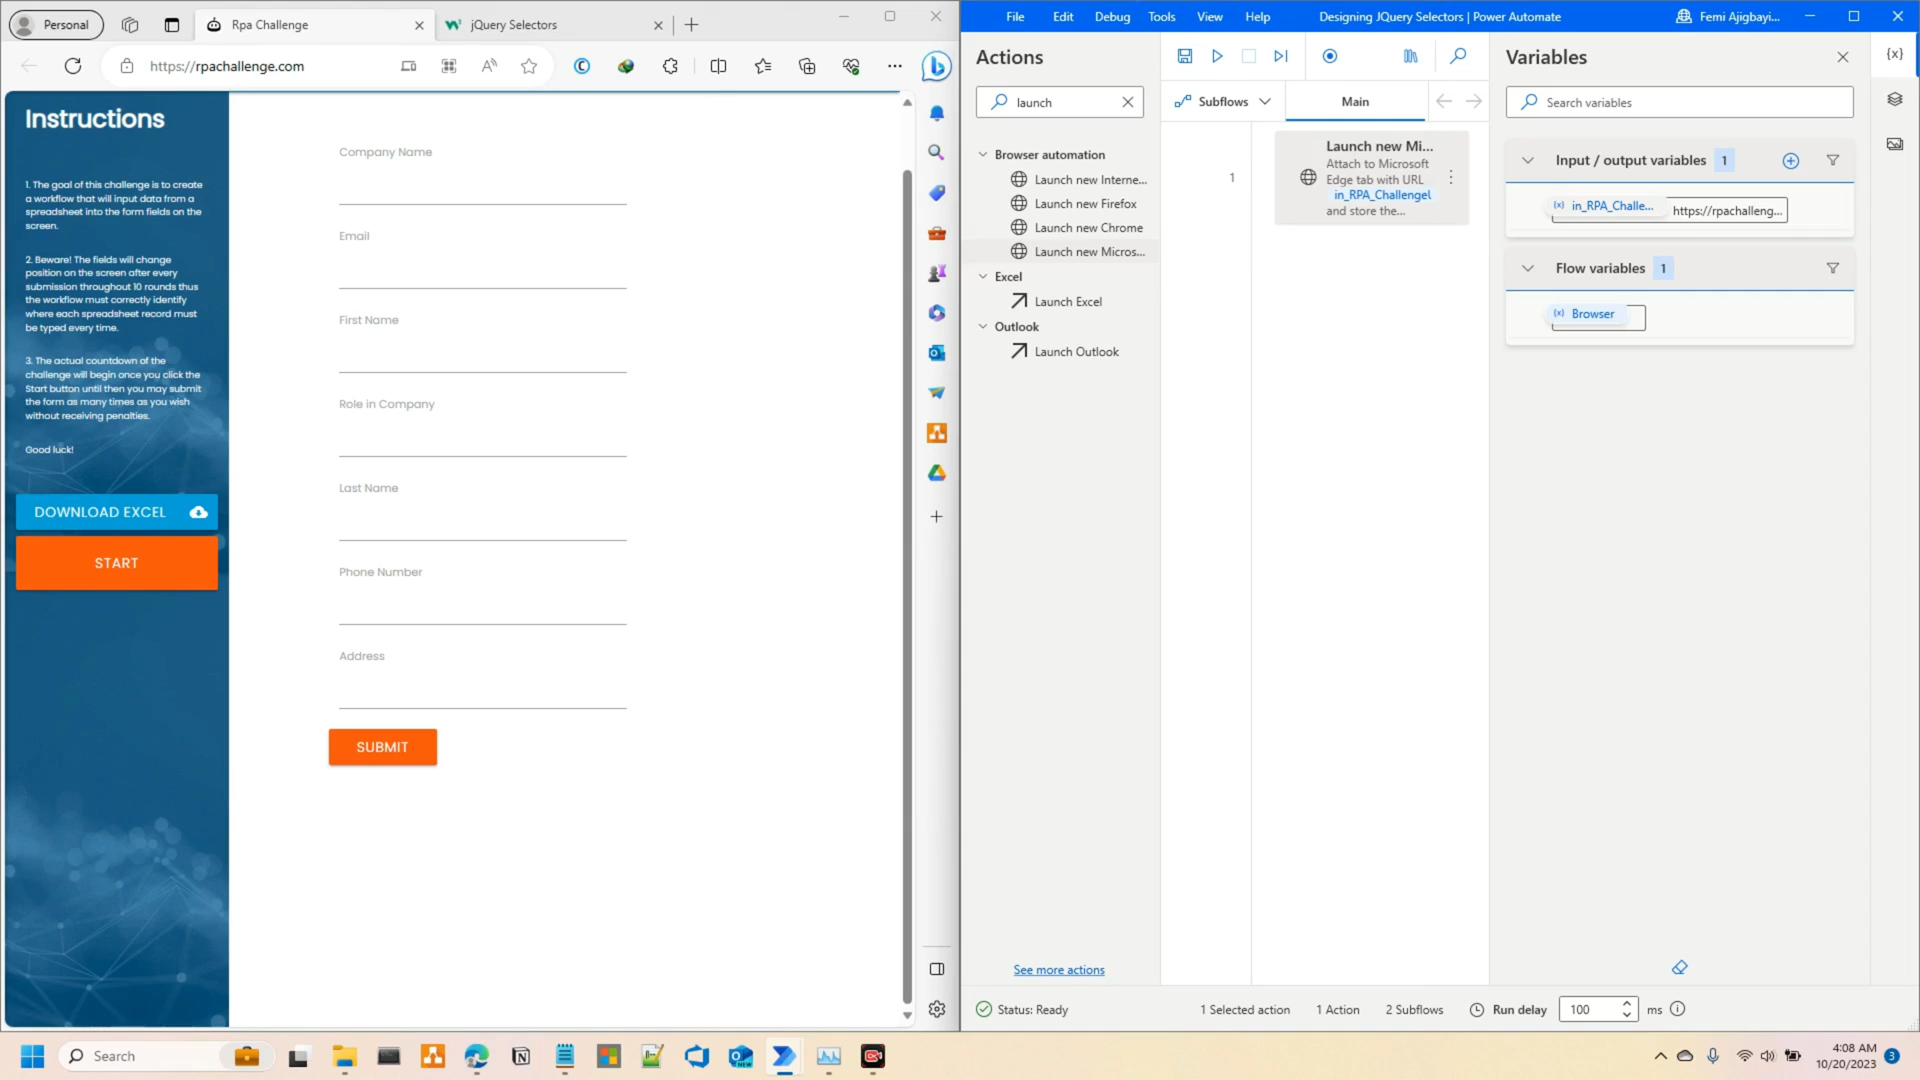 Personal
Rpa Challenge
jQuery Selectors
https://rpachallenge.com
Instructions
1. The goal of this challenge is to create
a workflow that will input data from a
spreadsheet into the form fields on the
screen.
2. Beware! The fields will change
position on the screen after every
submission throughout 10 rounds thus
the workflow must correctly identify
where each spreadsheet record must
be typed every time.
3. The actual countdown of the
challenge will begin once you click the
Start button until then you may submit
the form as many times as you wish
without receiving penalties.
Good luck!
DOWNLOAD EXCEL
START
Company Name
Email
First Name
Role in Company
Last Name
Phone Number
Address
SUBMIT
File
Edit
Debug
Tools
View
Help
Designing JQuery Selectors | Power Automate
Femi Ajigbayi...
Actions
launch
Browser automation
Launch new Interne...
Launch new Firefox
Launch new Chrome
Launch new Micros...
Excel
Launch Excel
Outlook
Launch Outlook
See more actions
Subflows
Main
1
Launch new Mi...
Attach to Microsoft
Edge tab with URL
in_RPA_Challengel
and store the...
Variables
{x}
Search variables
Input / output variables 1
(x) in_RPA_Challe... https://rpachalleng...
Flow variables 1
(x) Browser
Status: Ready
1 Selected action
1 Action
2 Subflows
Run delay
100
ms
Search
4:08 AM
10/20/2023
3